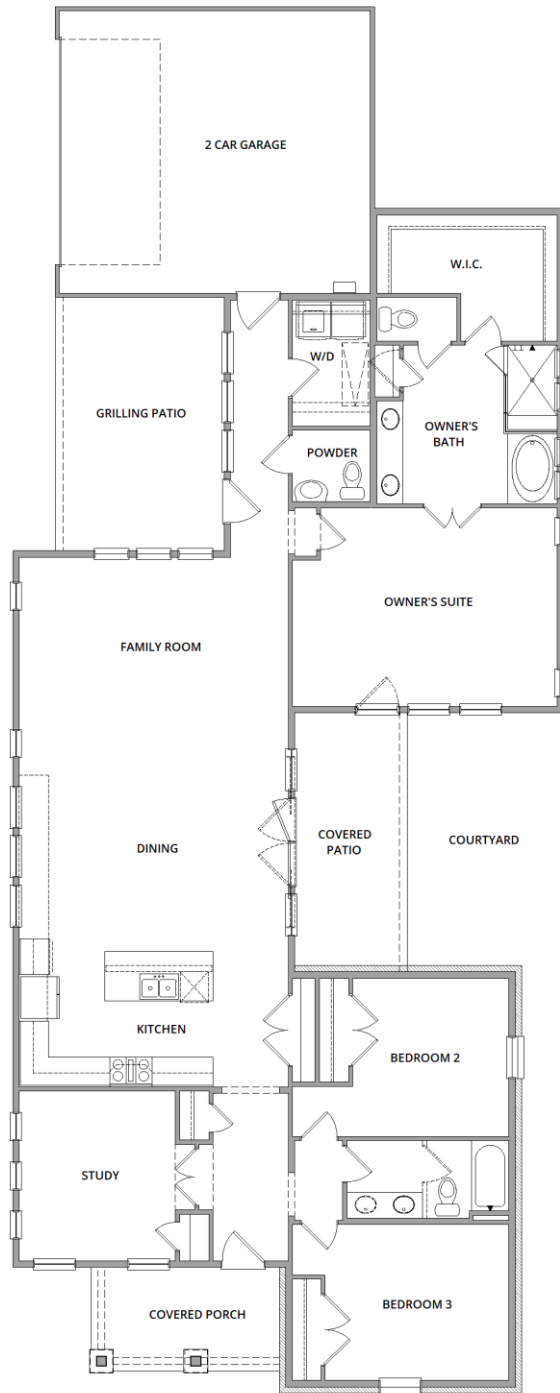 2 CAR GARAGE
W.I.C.
W/D
GRILLING PATIO
OWNER'S
BATH
POWDER
OWNER'S SUITE
FAMILY ROOM
COVERED
PATIO
COURTYARD
DINING
KITCHEN
BEDROOM 2
STUDY
BEDROOM 3
COVERED PORCH